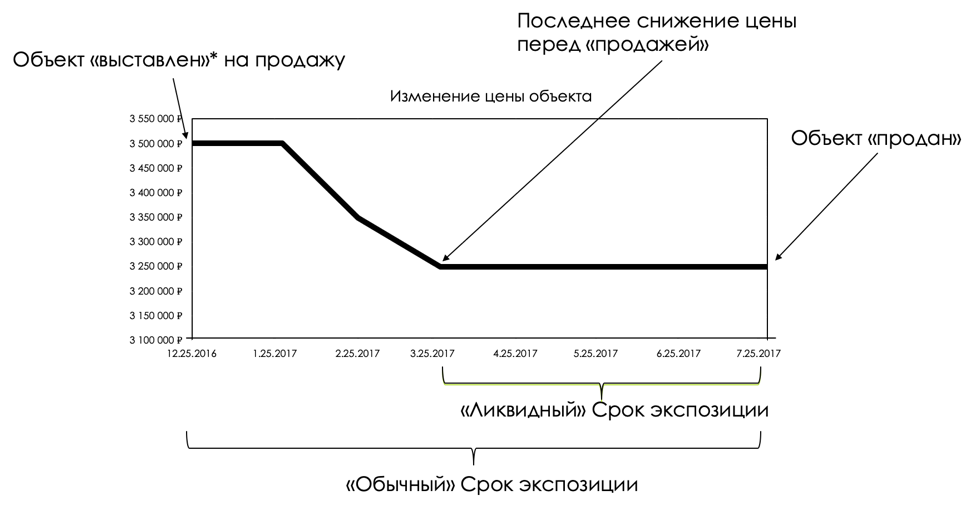 Последнее снижение цены
перед «продажей»
Объект «выставлен»* на продажу
Изменение цены объекта
Объект «продан»
3 550 000 ₽
3 500 000 ₽
3 450 000 ₽
3 400 000 ₽
3 350 000 ₽
3 300 000 ₽
3 250 000 ₽
3 200 000 ₽
3 150 000 ₽
3 100 000 ₽
12.25.2016 1.25.2017 2.25.2017 3.25.2017 4.25.2017 5.25.2017 6.25.2017 7.25.2017
«Ликвидный» Срок экспозиции
«Обычный» Срок экспозиции